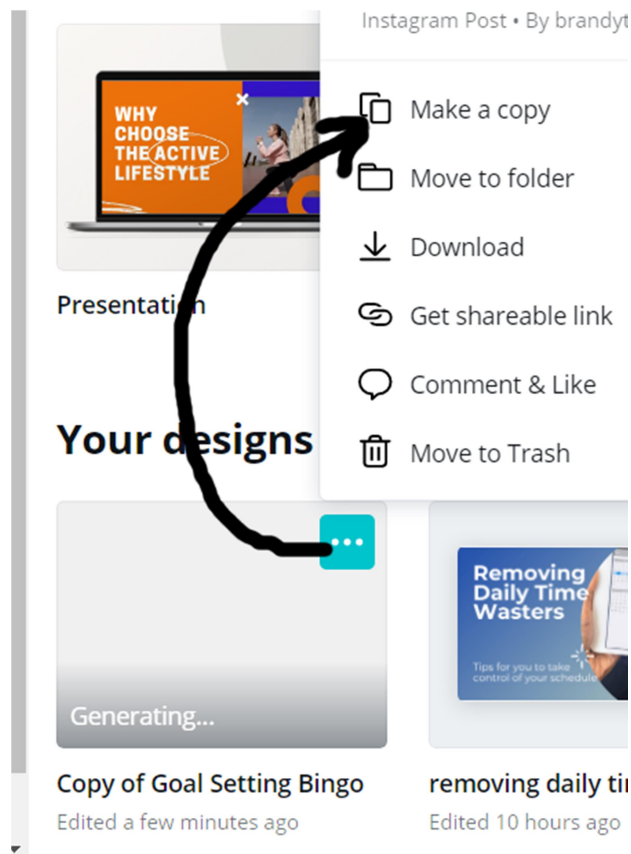 Instagram Post • By brandyt
WHY
CHOOSE
THE ACTIVE
LIFESTYLE
Make a copy
Move to folder
Download
Get shareable link
Comment & Like
Move to Trash
Presentation
Your designs
Generating...
Removing
Daily Time
Wasters
Tips for you to take
control of your schedule
Copy of Goal Setting Bingo
Edited a few minutes ago
removing daily ti
Edited 10 hours ago